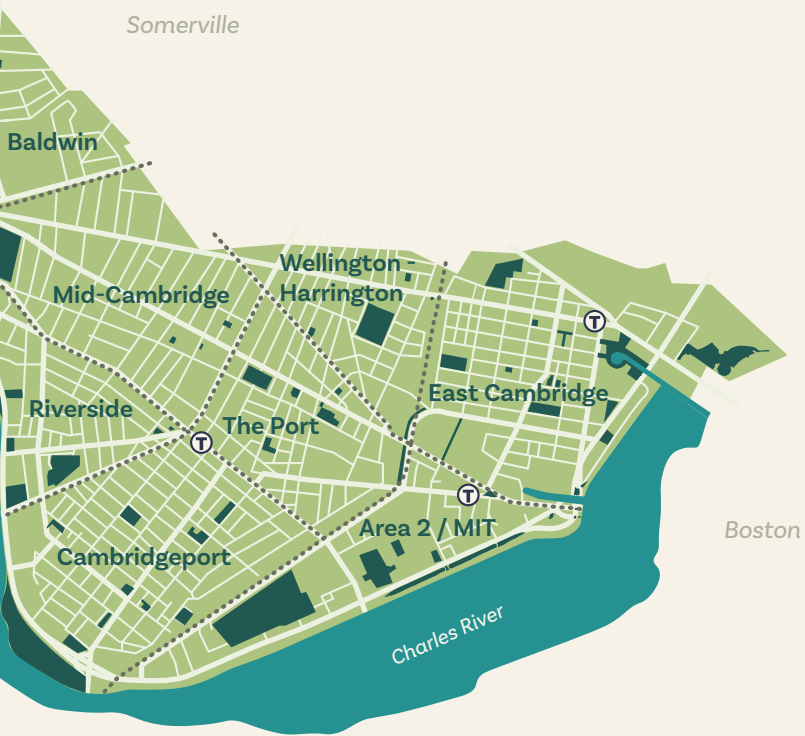 Somerville
Baldwin
Wellington -
Harrington
Mid-Cambridge
T
East Cambridge
Riverside
The Port
T
T
Area 2 / MIT
Boston
Cambridgeport
Charles River